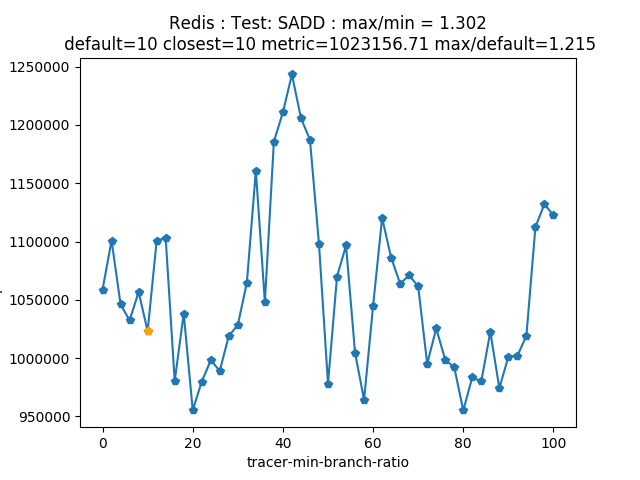 Redis : Test: SADD : max/min = 1.302
default=10 closest=10 metric=1023156.71 max/default=1.215
1250000
1200000
1150000
1100000
1050000
1000000
950000
0 20 40 60 80 100
tracer-min-branch-ratio